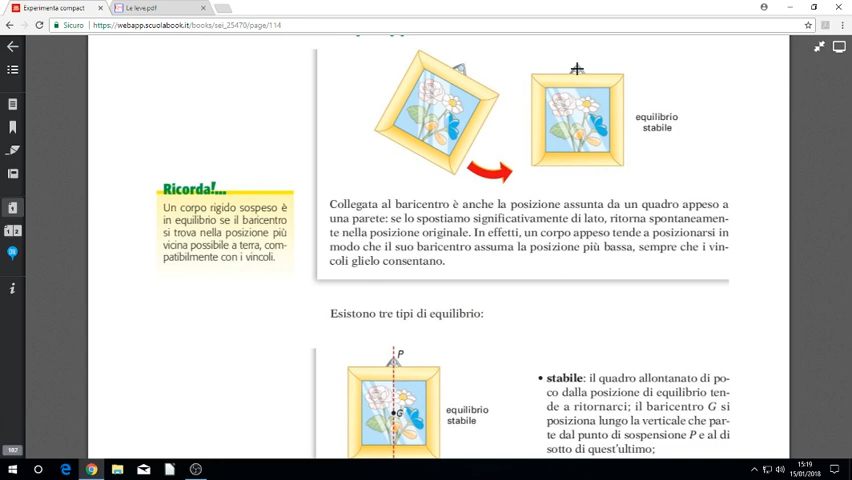 Experimenta compact
Le leve.pdf
Sicuro
https://webapp.scuolabook.it/books/sei_25470/page/114
equilibrio
stabile
Ricorda!...
Un corpo rigido sospeso è
in equilibrio se il baricentro
si trova nella posizione più
vicina possibile a terra, com-
patibilmente con i vincoli.
Collegata al baricentro è anche la posizione assunta da un quadro appeso a
una parete: se lo spostiamo significativamente di lato, ritorna spontaneamen-
te nella posizione originale. In effetti, un corpo appeso tende a posizionarsi in
modo che il suo baricentro assuma la posizione più bassa, sempre che i vin-
coli glielo consentano.
Esistono tre tipi di equilibrio:
P
G
equilibrio
stabile
• stabile: il quadro allontanato di po-
co dalla posizione di equilibrio ten-
de a ritornarci; il baricentro G si
posiziona lungo la verticale che par-
te dal punto di sospensione P e al di
sotto di quest'ultimo;
107
15:19
15/01/2018